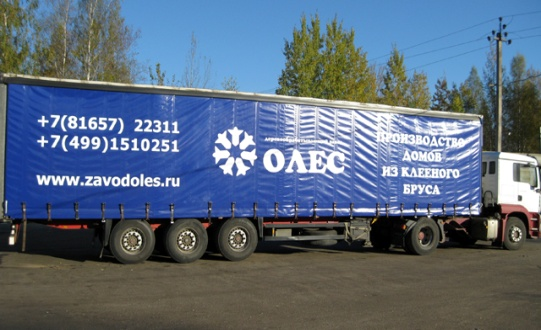 +7(81657) 22311
+7(499)1510251
www.zavodoles.ru
ОЛЕС
ПРОИЗВОДСТВО
ДОМОВ
ИЗ КЛЕЕНОГО
БРУСА